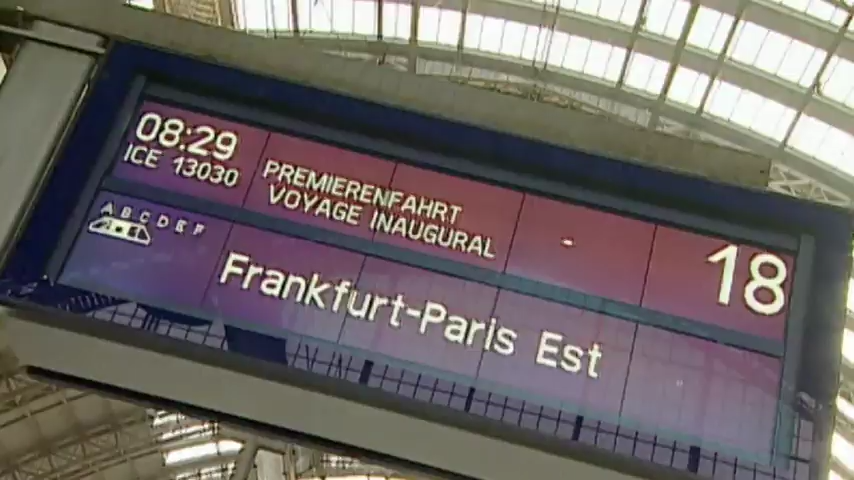 08:29
ICE 13030
PREMIERENFAHRT
VOYAGE INAUGURAL
-
18
A B C D E F
Frankfurt-Paris Est